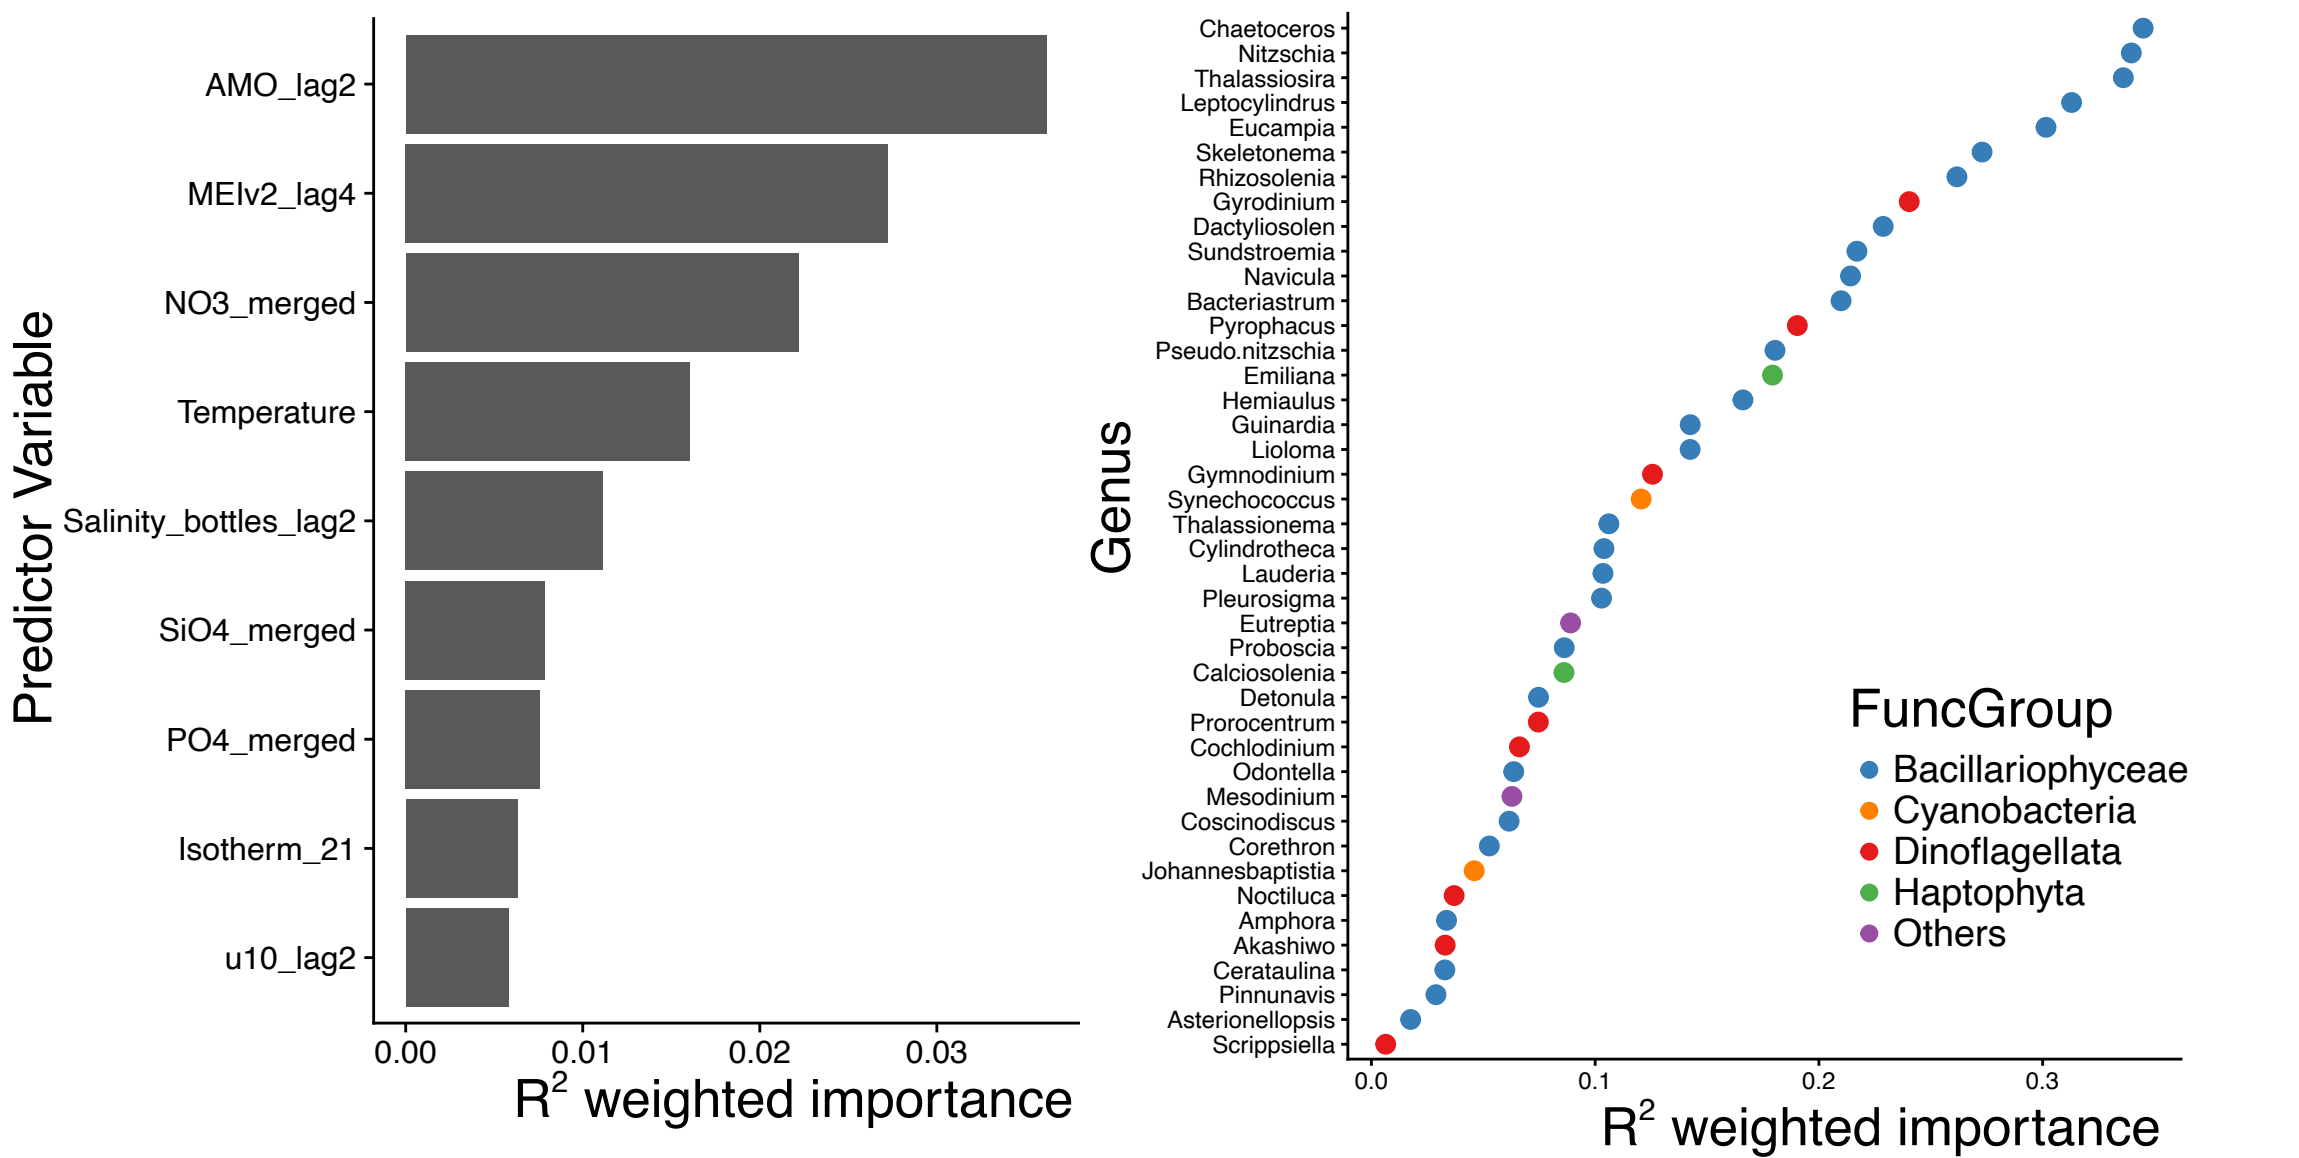 Predictor Variable
AMO_lag2
MEIv2_lag4
NO3_merged
Temperature
Salinity_bottles_lag2
SiO4_merged
PO4_merged
Isotherm_21
u10_lag2
0.00 0.01 0.02 0.03
R² weighted importance
Genus
Chaetoceros
Nitzschia
Thalassiosira
Leptocylindrus
Eucampia
Skeletonema
Rhizosolenia
Gyrodinium
Dactyliosolen
Sundstroemia
Navicula
Bacteriastrum
Pyrophacus
Pseudo.nitzschia
Emiliana
Hemiaulus
Guinardia
Lioloma
Gymnodinium
Synechococcus
Thalassionema
Cylindrotheca
Lauderia
Pleurosigma
Eutreptia
Proboscia
Calciosolenia
Detonula
Prorocentrum
Cochlodinium
Odontella
Mesodinium
Coscinodiscus
Corethron
Johannesbaptistia
Noctiluca
Amphora
Akashiwo
Cerataulina
Pinnunavis
Asterionellopsis
Scrippsiella
0.0 0.1 0.2 0.3
R² weighted importance
FuncGroup
Bacillariophyceae
Cyanobacteria
Dinoflagellata
Haptophyta
Others